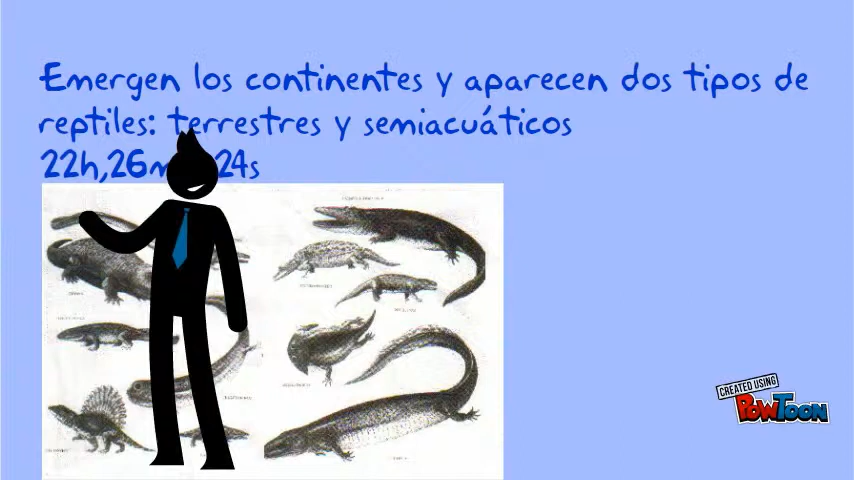 Emergen los continentes y aparecen dos tipos de
reptiles: terrestres y semiacuáticos
22h,26m 24s
CREATED USING
POWTOON